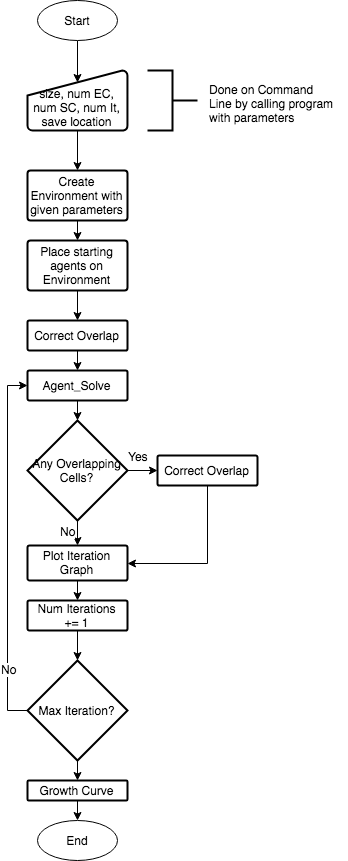 Start
size, num EC,
num SC, num It,
save location
Done on Command
Line by calling program
with parameters
Create
Environment with
given parameters
Place starting
agents on
Environment
Correct Overlap
Agent_Solve
Any Overlapping
Cells?
Yes
Correct Overlap
No
Plot Iteration
Graph
Num Iterations
+= 1
No
Max Iteration?
Growth Curve
End